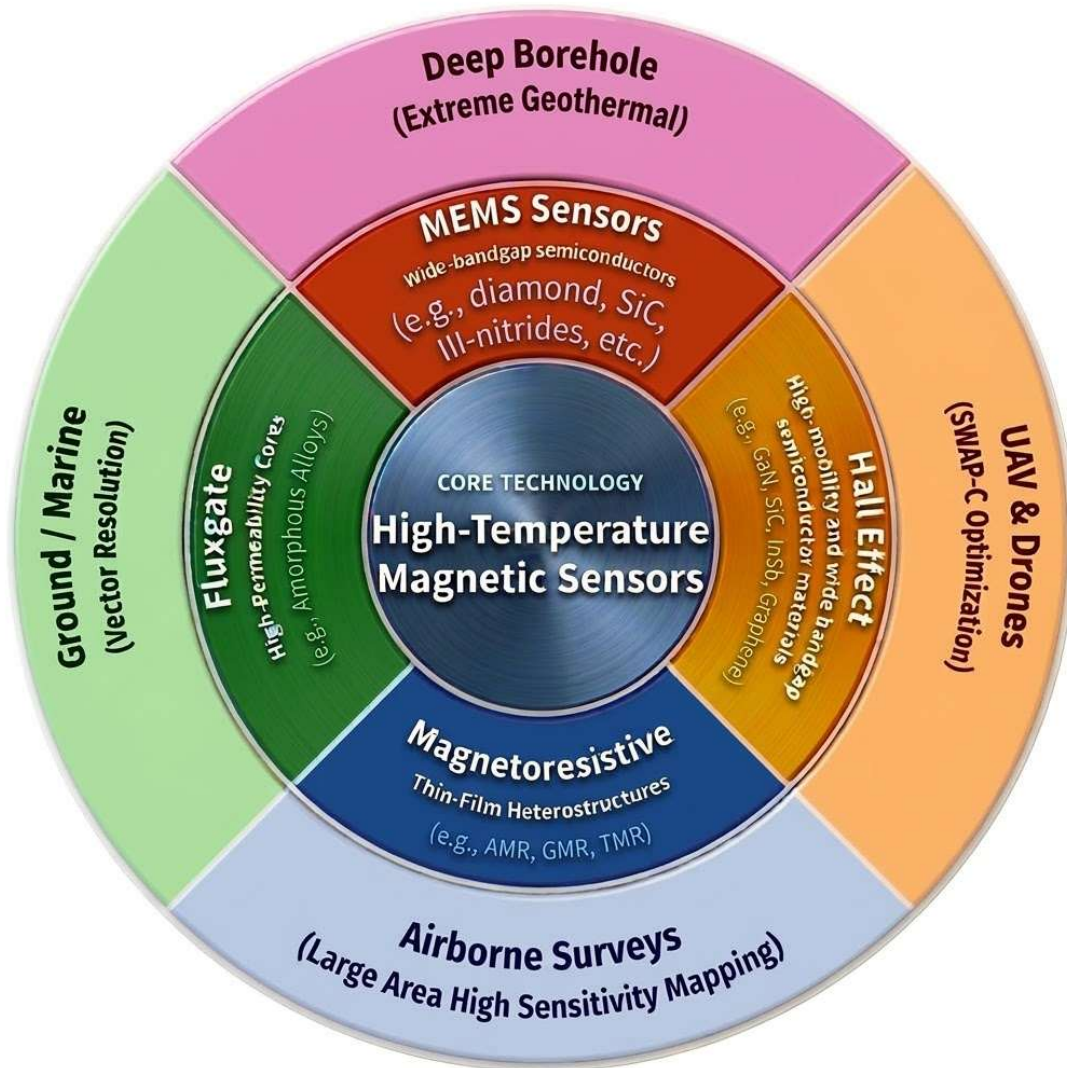 Deep Borehole
(Extreme Geothermal)
MEMS Sensors
Wide-bandgap semiconductors
(e.g., diamond, SiC,
III-nitrides, etc.)
Ground / Marine
(Vector Resolution)
Fluxgate
High-Permeability Cores
(e.g., Amorphous Alloys)
CORE TECHNOLOGY
High-Temperature
Magnetic Sensors
Hall Effect
High-mobility and wide bandgap
semiconductor materials
(e.g., GaN, SiC, InSb, Graphene)
UAV & Drones
(SWAP-C Optimization)
Magnetoresistive
Thin-Film Heterostructures
(e.g., AMR, GMR, TMR)
Airborne Surveys
(Large Area High Sensitivity Mapping)